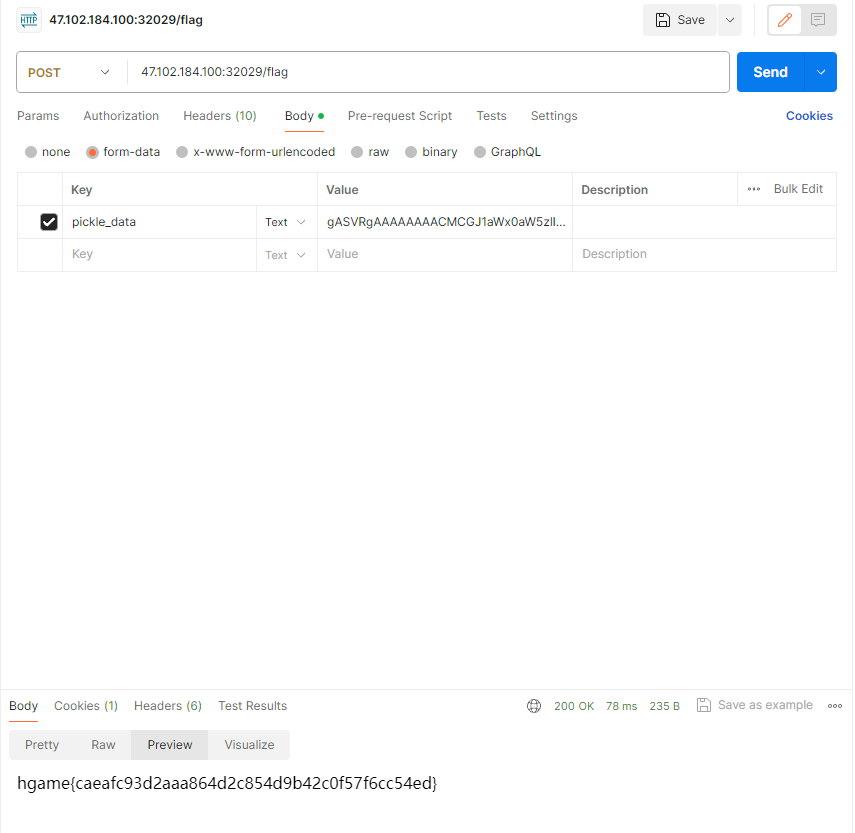 HTTP 47.102.184.100:32029/flag Save
POST 47.102.184.100:32029/flag Send
Params Authorization Headers (10) Body Pre-request Script Tests Settings Cookies
none form-data x-www-form-urlencoded raw binary GraphQL
Key Value Description ••• Bulk Edit
pickle_data Text gASVRgAAAAAAAACMCGJ1aWx0aW5zlI...
Key Text Value Description
Body Cookies (1) Headers (6) Test Results 200 OK 78 ms 235 B Save as example
Pretty Raw Preview Visualize
hgame{caeafc93d2aaa864d2c854d9b42c0f57f6cc54ed}